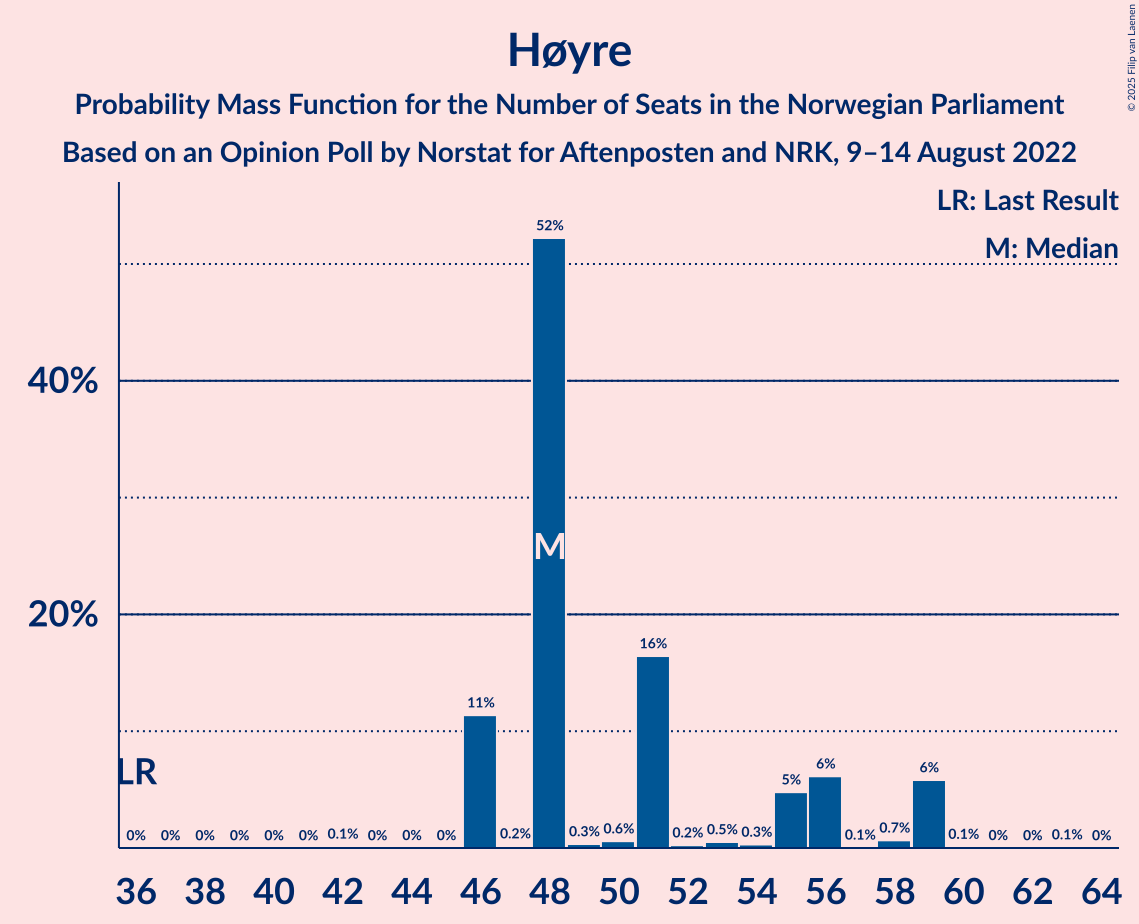 Høyre
Probability Mass Function for the Number of Seats in the Norwegian Parliament
Based on an Opinion Poll by Norstat for Aftenposten and NRK, 9–14 August 2022
© 2025 Filip van Laenen
LR: Last Result
M: Median
52%
40%
M
20%
16%
11%
LR
5%
6%
6%
0% 0% 0% 0% 0% 0% 0.1% 0% 0% 0% 0.2% 0.3% 0.6% 0.2% 0.5% 0.3% 0.1% 0.7% 0.1% 0% 0% 0.1% 0%
36 38 40 42 44 46 48 50 52 54 56 58 60 62 64